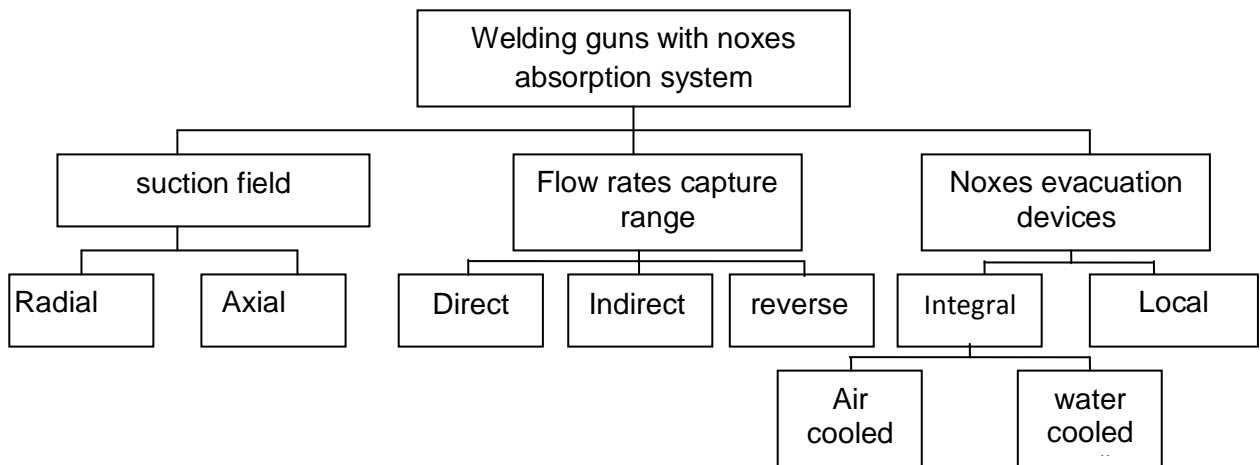 Welding guns with noxes
absorption system
suction field
Flow rates capture
range
Noxes evacuation
devices
Radial
Axial
Direct
Indirect
reverse
Integral
Local
Air
cooled
water
cooled